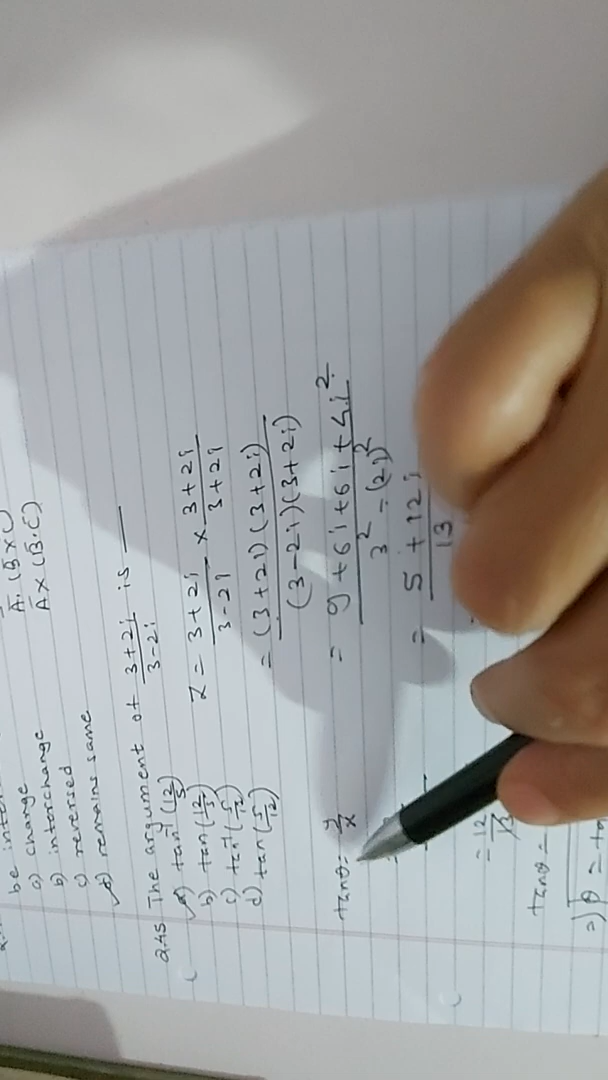 be
a) change
b) interchange
c) reversed
d) remains same
A̅.(B̅×C̅)
A̅×(B̅.C̅)
245 The argument of (3+2i)/(3-2i) is ___
a) tan⁻¹(12/5)
b) tan(12/5)
c) tan⁻¹(5/12)
d) tan(5/12)
z = (3+2i)/(3-2i) × (3+2i)/(3+2i)
= (3+2i)(3+2i)/(3-2i)(3+2i)
= (9+6i+6i+4i²)/(3²-(2i)²)
= (5+12i)/13
tanθ = y/x
= 12/13
tanθ =
=) θ =